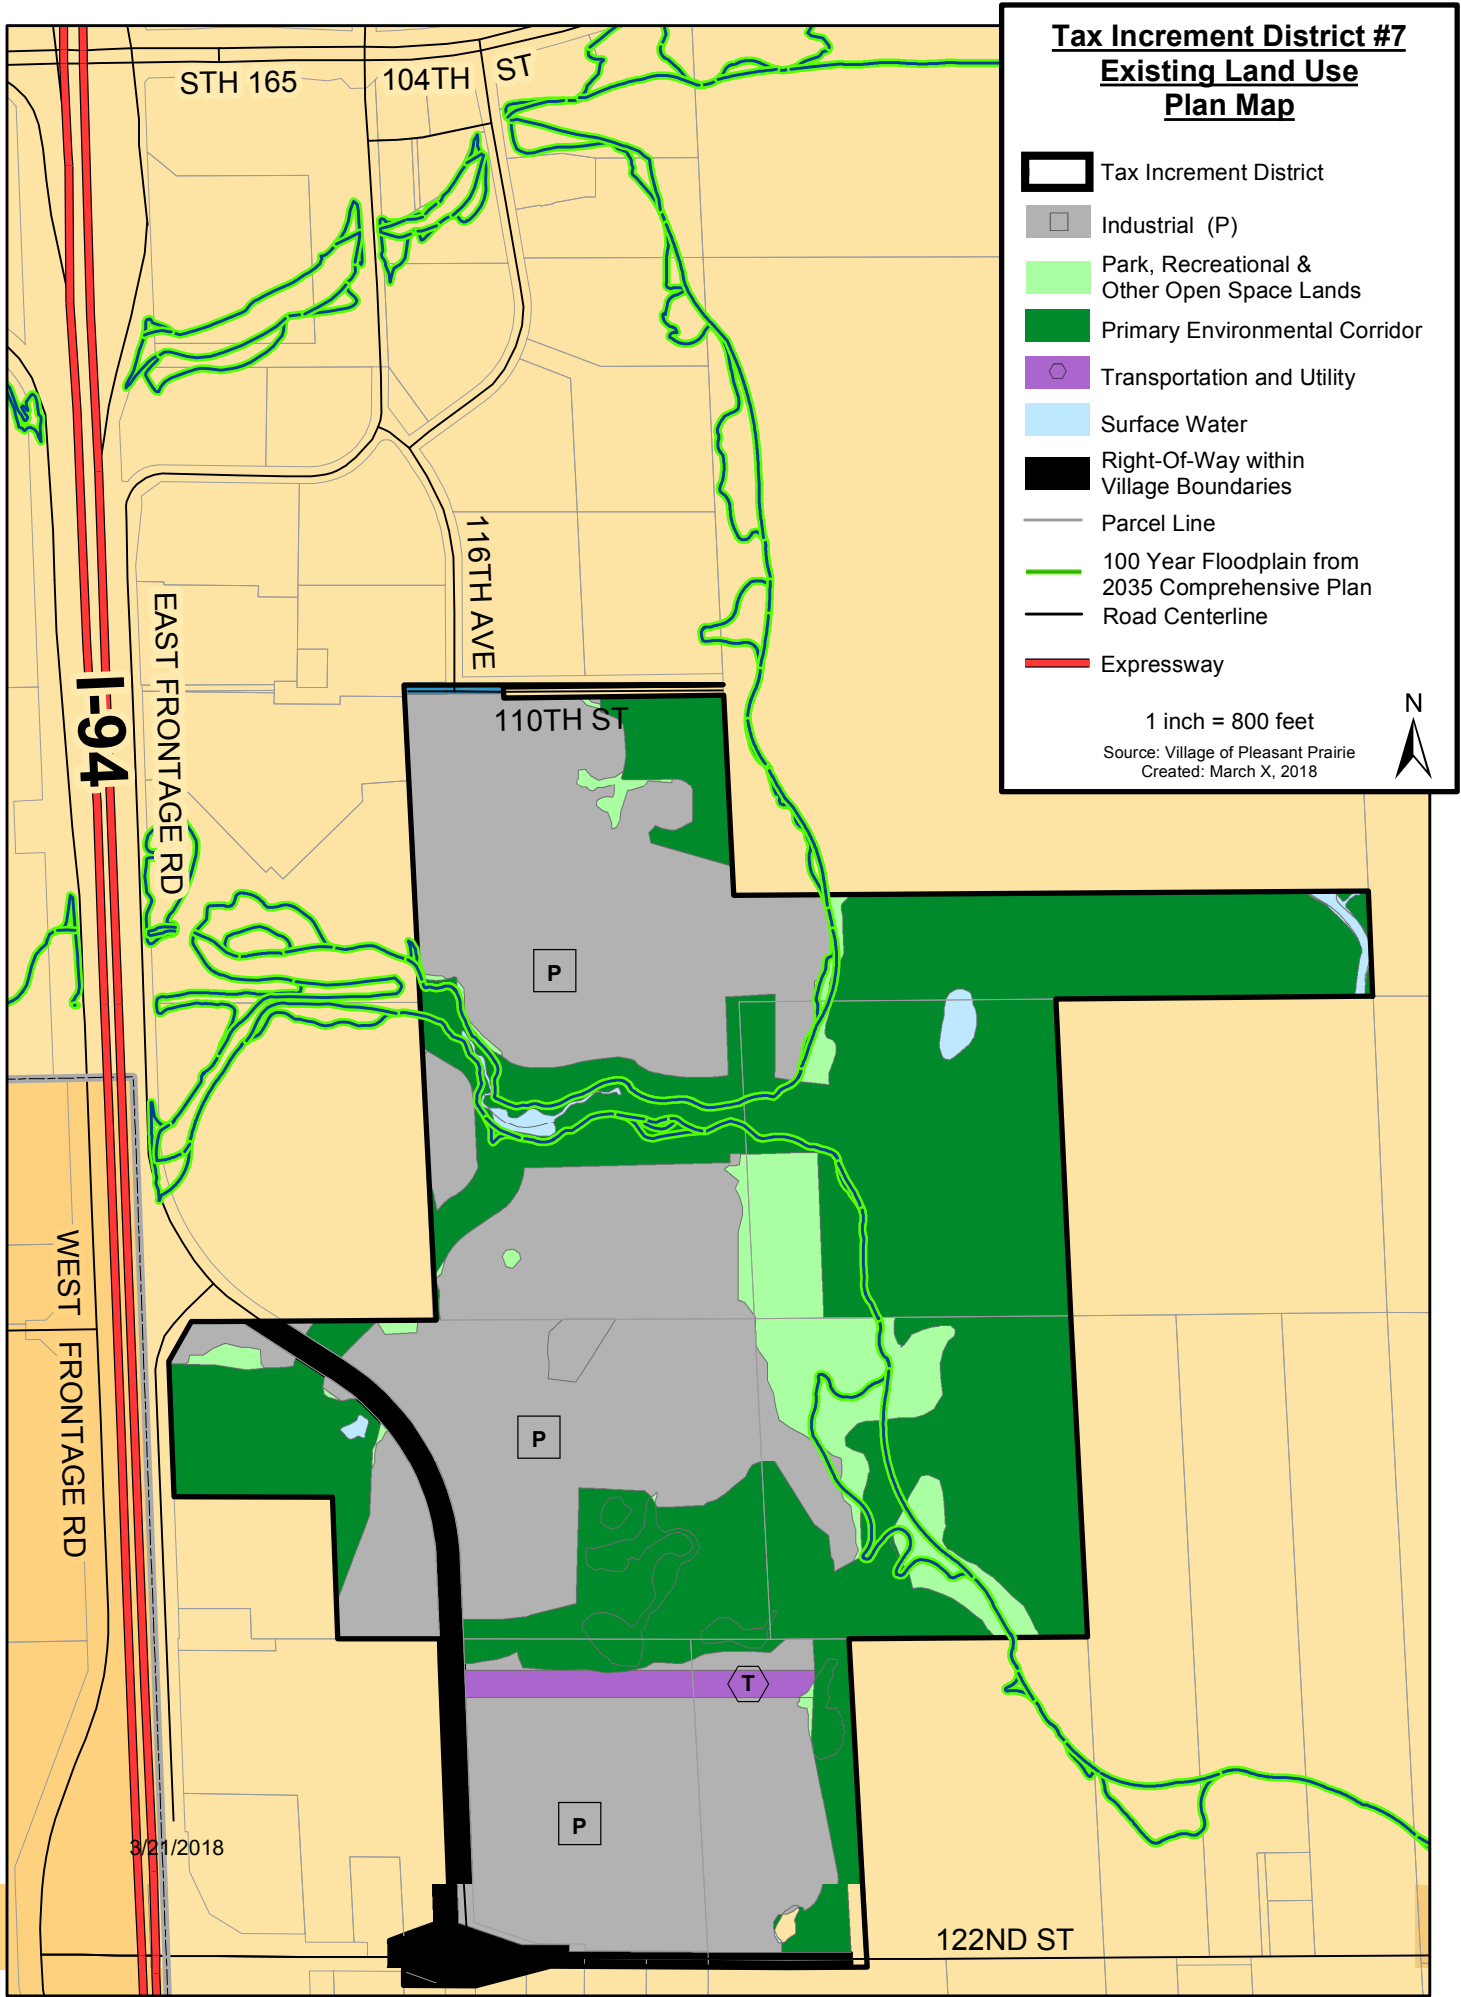 Tax Increment District #7
Existing Land Use
Plan Map
Tax Increment District
Industrial (P)
Park, Recreational &
Other Open Space Lands
Primary Environmental Corridor
Transportation and Utility
Surface Water
Right-Of-Way within
Village Boundaries
Parcel Line
100 Year Floodplain from
2035 Comprehensive Plan
Road Centerline
Expressway
1 inch = 800 feet
Source: Village of Pleasant Prairie
Created: March X, 2018
N
STH 165
104TH ST
116TH AVE
EAST FRONTAGE RD
I-94
110TH ST
P
WEST FRONTAGE RD
P
T
P
3/21/2018
122ND ST